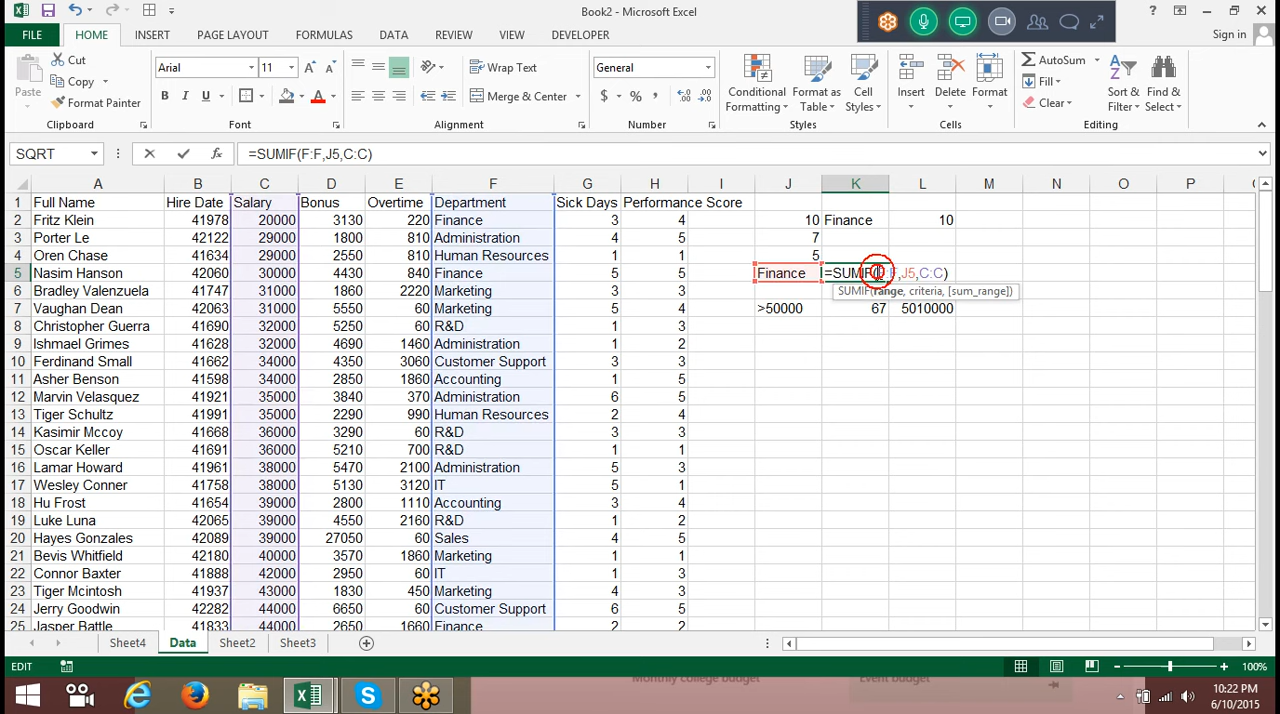 Book2 - Microsoft Excel
FILE HOME INSERT PAGE LAYOUT FORMULAS DATA REVIEW VIEW DEVELOPER
Sign in
Paste
Cut
Copy
Format Painter
Clipboard
Arial 11
B I U
Font
Wrap Text
Merge & Center
Alignment
General
$ % ,
Number
Conditional Formatting
Format as Table
Cell Styles
Styles
Insert Delete Format
Cells
AutoSum
Fill
Clear
Sort & Filter
Find & Select
Editing
SQRT =SUMIF(F:F,J5,C:C)
A B C D E F G H I J K L M N O P
1 Full Name Hire Date Salary Bonus Overtime Department Sick Days Performance Score
2 Fritz Klein 41978 20000 3130 220 Finance 3 4 10 Finance 10
3 Porter Le 42122 29000 1800 810 Administration 4 5 7
4 Oren Chase 41634 29000 2550 810 Human Resources 1 1 5
5 Nasim Hanson 42060 30000 4430 840 Finance 5 5 Finance =SUMIF(F:F,J5,C:C)
SUMIF(range, criteria, [sum_range])
6 Bradley Valenzuela 41747 31000 1860 2220 Marketing 3 3
7 Vaughan Dean 42062 31000 5550 60 Marketing 5 4 >50000 67 5010000
8 Christopher Guerra 41690 32000 5250 60 R&D 1 3
9 Ishmael Grimes 41628 32000 4690 1460 Administration 1 2
10 Ferdinand Small 41662 34000 4350 3060 Customer Support 3 3
11 Asher Benson 41598 34000 2850 1860 Accounting 1 5
12 Marvin Velasquez 41921 35000 3840 370 Administration 6 5
13 Tiger Schultz 41991 35000 2290 990 Human Resources 2 4
14 Kasimir Mccoy 41668 36000 3290 60 R&D 3 3
15 Oscar Keller 41691 36000 5210 700 R&D 1 1
16 Lamar Howard 41961 38000 5470 2100 Administration 5 3
17 Wesley Conner 41758 38000 5130 3120 IT 5 1
18 Hu Frost 41661 39000 2800 1110 Accounting 3 4
19 Luke Luna 42065 39000 4550 2160 R&D 1 2
20 Hayes Gonzales 42089 39000 27050 60 Sales 4 5
21 Bevis Whitfield 42180 40000 3570 1860 Marketing 1 1
22 Connor Baxter 41888 42000 2950 60 IT 1 3
23 Tiger Mcintosh 41937 43000 1830 450 Marketing 4 3
24 Jerry Goodwin 42282 44000 6650 60 Customer Support 6 5
25 Jasper Battle 41833 44000 2650 1660 Finance 2 2
Sheet4 Data Sheet2 Sheet3
EDIT 100%
Monthly college budget Event budget
10:22 PM
6/10/2015